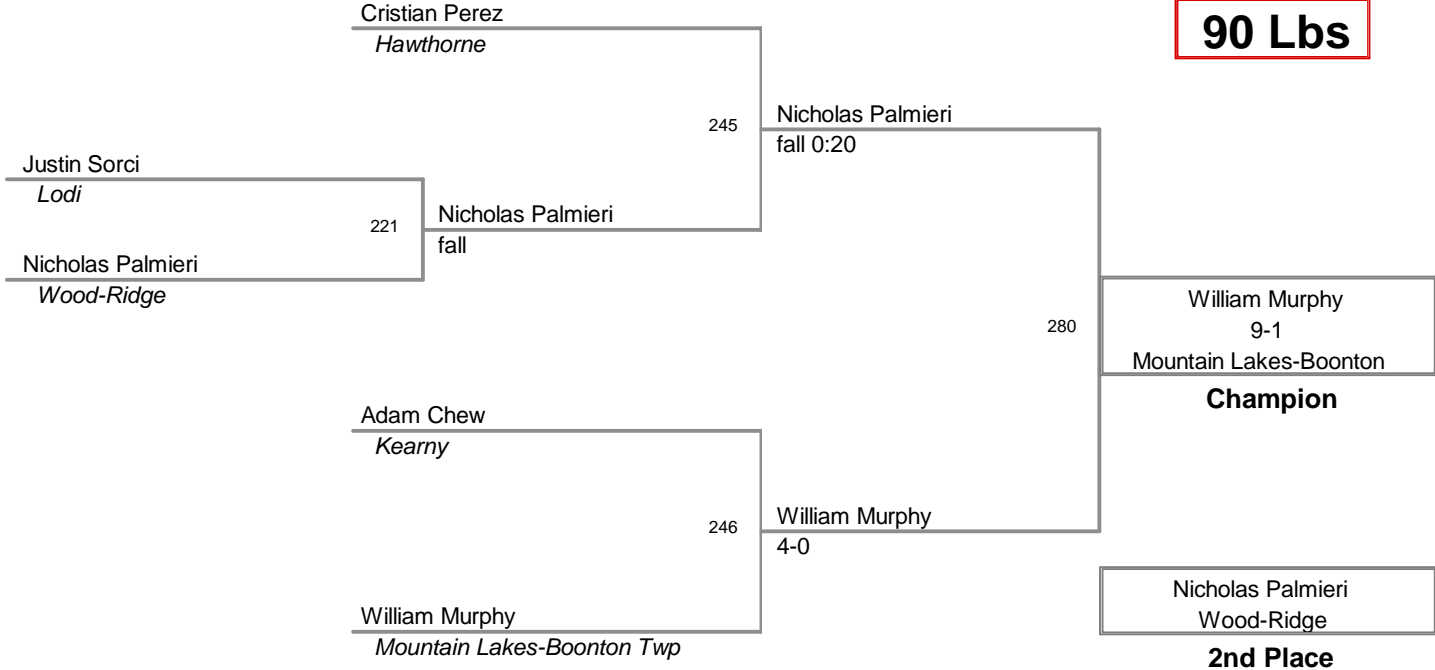 Cristian Perez
Hawthorne
90 Lbs
245
Nicholas Palmieri
fall 0:20
Justin Sorci
Lodi
221
Nicholas Palmieri
fall
Nicholas Palmieri
Wood-Ridge
280
William Murphy
9-1
Mountain Lakes-Boonton
Champion
Adam Chew
Kearny
246
William Murphy
4-0
William Murphy
Mountain Lakes-Boonton Twp
Nicholas Palmieri
Wood-Ridge
2nd Place